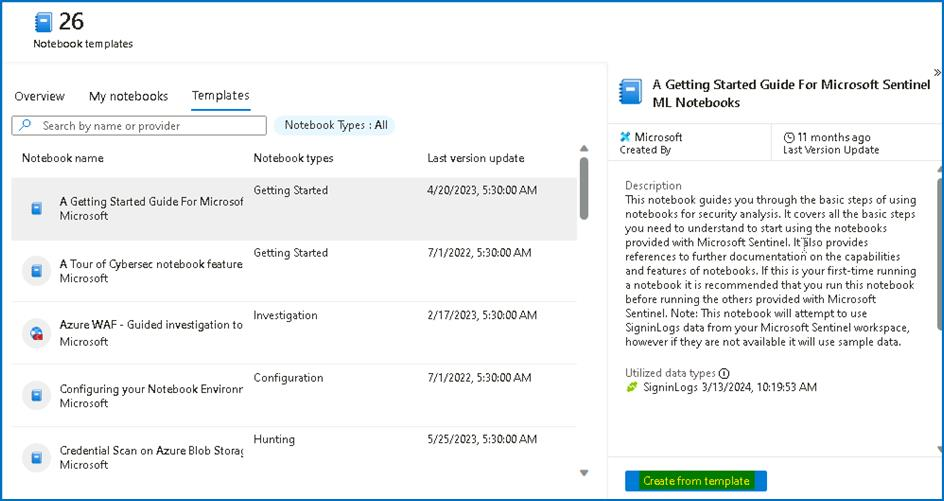 26
Notebook templates
Overview My notebooks Templates
Search by name or provider Notebook Types : All
Notebook name Notebook types Last version update
A Getting Started Guide For Microsof Getting Started 4/20/2023, 5:30:00 AM
Microsoft
A Tour of Cybersec notebook feature Getting Started 7/1/2022, 5:30:00 AM
Microsoft
Azure WAF - Guided investigation to Investigation 2/17/2023, 5:30:00 AM
Microsoft
Configuring your Notebook Environm Configuration 7/1/2022, 5:30:00 AM
Microsoft
Credential Scan on Azure Blob Storag Hunting 5/25/2023, 5:30:00 AM
Microsoft
»
A Getting Started Guide For Microsoft Sentinel
ML Notebooks
Microsoft 11 months ago
Created By Last Version Update
Description
This notebook guides you through the basic steps of using
notebooks for security analysis. It covers all the basic steps
you need to understand to start using the notebooks
provided with Microsoft Sentinel. It also provides
references to further documentation on the capabilities
and features of notebooks. If this is your first-time running
a notebook it is recommended that you run this notebook
before running the others provided with Microsoft
Sentinel. Note: This notebook will attempt to use
SigninLogs data from your Microsoft Sentinel workspace,
however if they are not available it will use sample data.
Utilized data types
SigninLogs 3/13/2024, 10:19:53 AM
Create from template